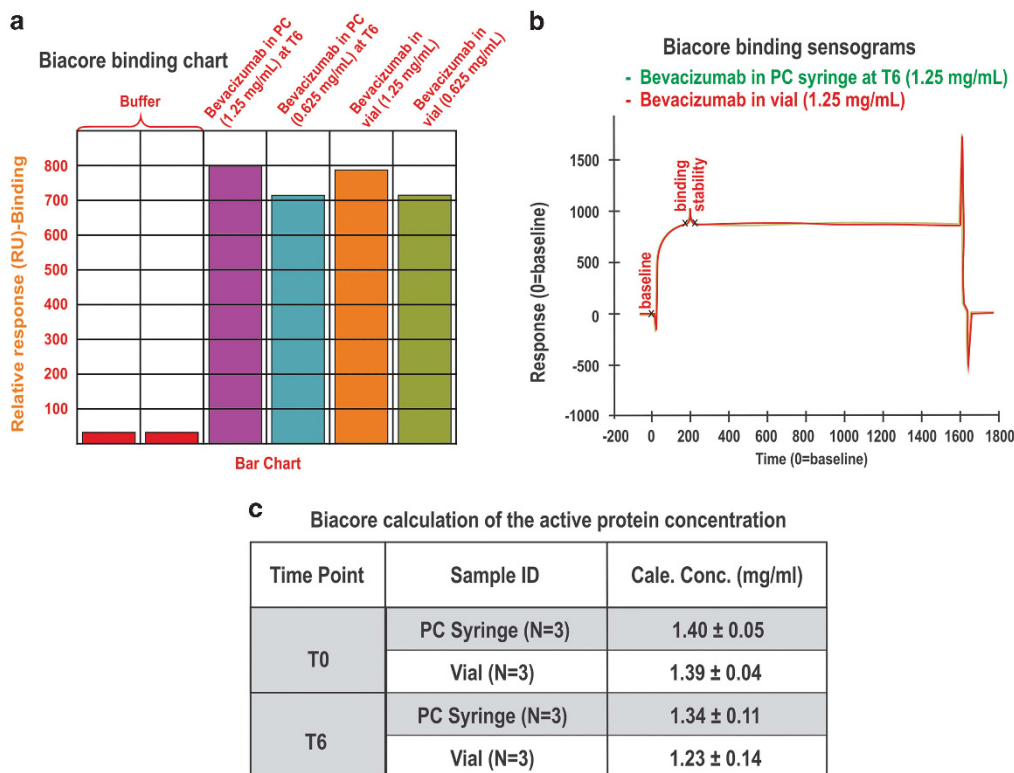 a
Biacore binding chart
Buffer
Bevacizumab in PC
(1.25 mg/mL) at T6
Bevacizumab in PC
(0.625 mg/mL) at T6
Bevacizumab in
vial (1.25 mg/mL)
Bevacizumab in
vial (0.625 mg/mL)
Relative response (RU)-Binding
800
700
600
500
400
300
200
100
Bar Chart
b
Biacore binding sensograms
- Bevacizumab in PC syringe at T6 (1.25 mg/mL)
- Bevacizumab in vial (1.25 mg/mL)
Response (0=baseline)
1500
1000
500
0
-500
-1000
baseline
binding
stability
-200 0 200 400 600 800 1000 1200 1400 1600 1800
Time (0=baseline)
c
Biacore calculation of the active protein concentration
Time Point Sample ID Cale. Conc. (mg/ml)
T0
PC Syringe (N=3) 1.40 ± 0.05
Vial (N=3) 1.39 ± 0.04
T6
PC Syringe (N=3) 1.34 ± 0.11
Vial (N=3) 1.23 ± 0.14